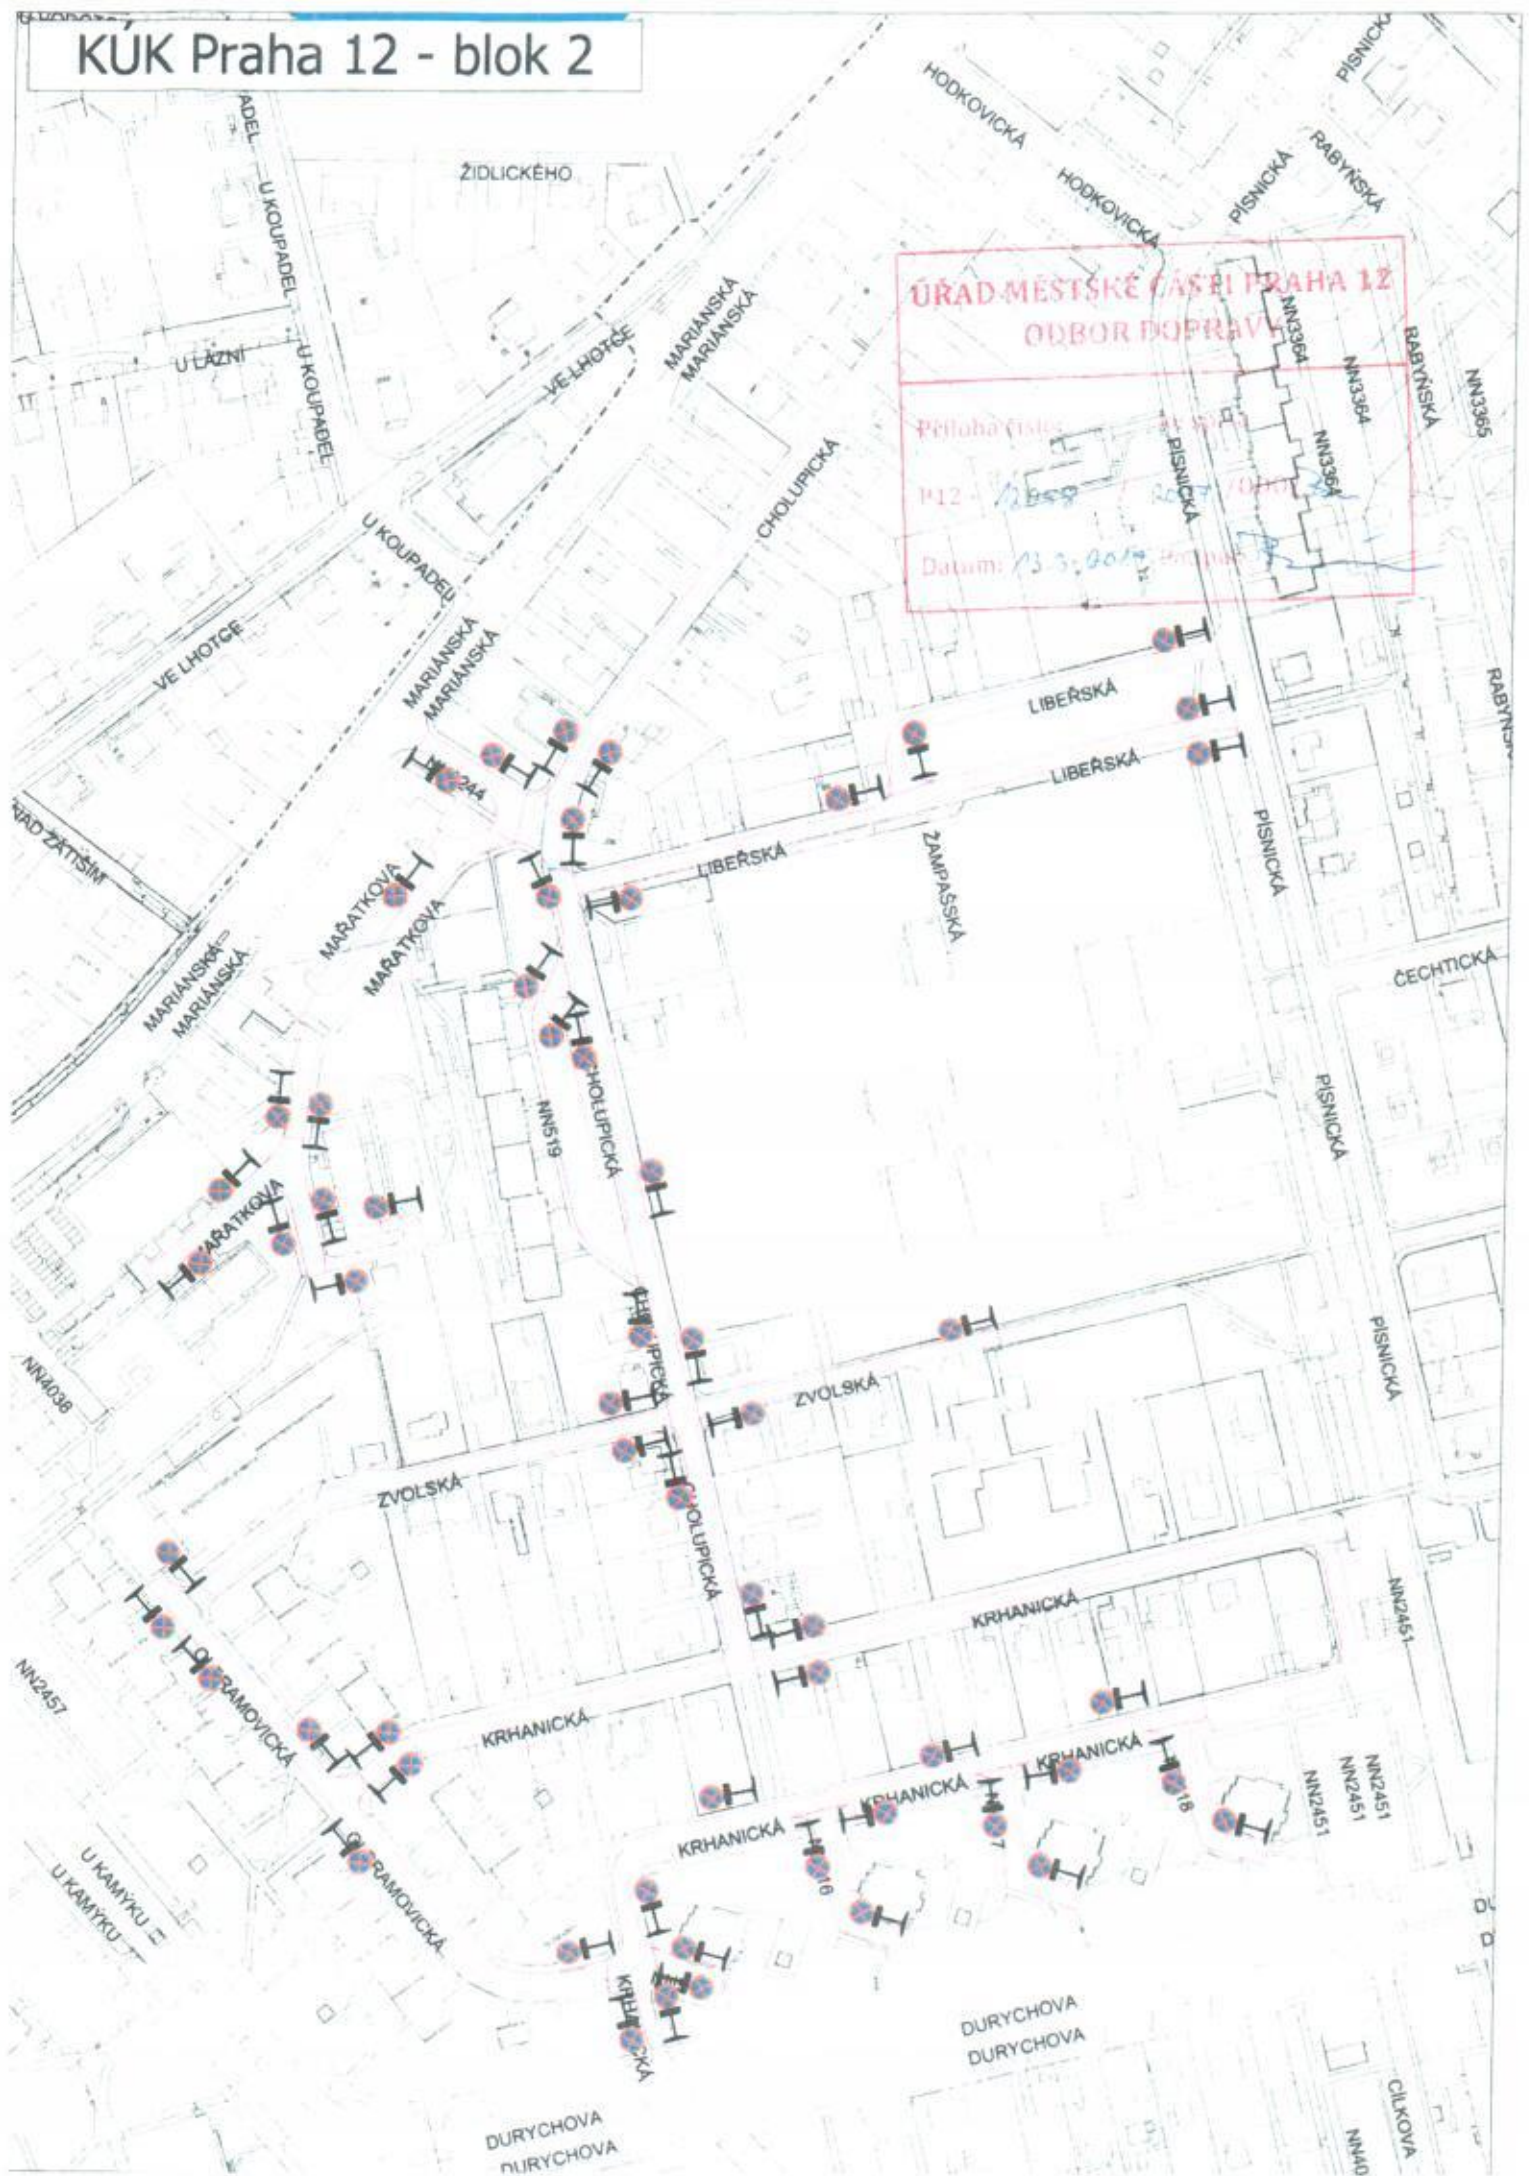 KÚK Praha 12 - blok 2
HODKOVICKÁ
PÍSNICKÁ
ŽIDLICKÉHO
U KOUPADEL
HODKOVICKÁ
PÍSNICKÁ
RABYŇSKÁ
ÚŘAD MĚSTSKÉ ČÁSTI PRAHA 12
ODBOR DOPRAVY
Příloha číslo:
P12
Datum:
U LÁZNÍ
U KOUPADEL
VE LHOTCE
MARIÁNSKÁ
MARIÁNSKÁ
NN3364
NN3364
NN3364
RABYŇSKÁ
NN3365
PÍSNICKÁ
CHOLUPICKÁ
U KOUPADEL
VE LHOTCE
MARIÁNSKÁ
MARIÁNSKÁ
LIBEŘSKÁ
LIBEŘSKÁ
LIBEŘSKÁ
NAD ZÁTIŠÍM
MAŘATKOVA
MAŘATKOVA
ŽAMPAŠSKÁ
PÍSNICKÁ
ČECHTICKÁ
MARIÁNSKÁ
MARIÁNSKÁ
NN519
CHOLUPICKÁ
PÍSNICKÁ
MAŘATKOVA
CHOLUPICKÁ
PÍSNICKÁ
NN4038
ZVOLSKÁ
ZVOLSKÁ
CHOLUPICKÁ
KRHANICKÁ
NN2451
NN2457
KRHANICKÁ
KRHANICKÁ
KRHANICKÁ
KRHANICKÁ
NN2451
NN2451
NN2451
U KAMÝKU
U KAMÝKU
KRHANICKÁ
DURYCHOVA
DURYCHOVA
CÍLKOVA
DURYCHOVA
DURYCHOVA